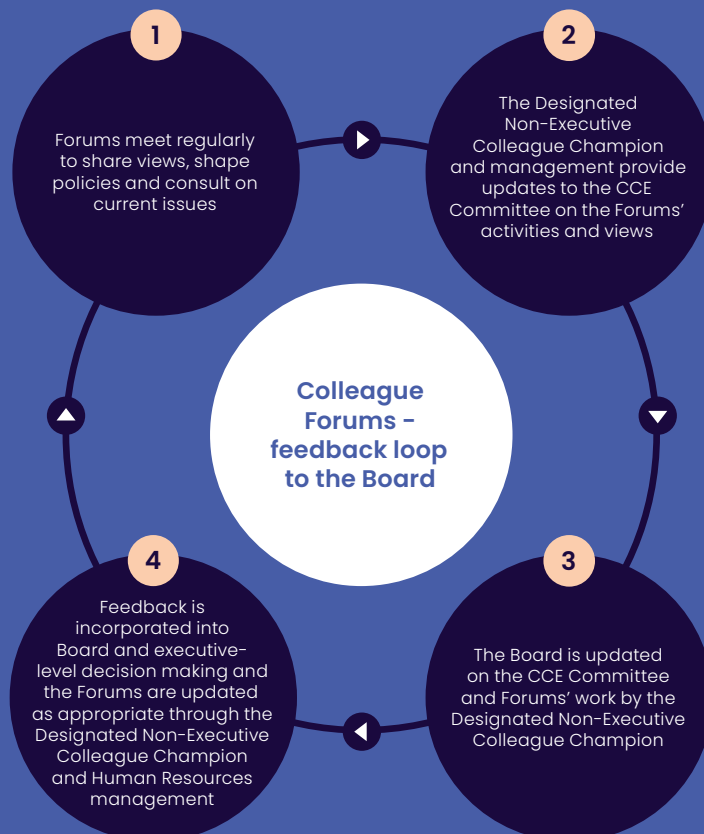 1
Forums meet regularly
to share views, shape
policies and consult on
current issues
2
The Designated
Non-Executive
Colleague Champion
and management provide
updates to the CCE
Committee on the Forums’
activities and views
Colleague
Forums -
feedback loop
to the Board
3
The Board is updated
on the CCE Committee
and Forums’ work by the
Designated Non-Executive
Colleague Champion
4
Feedback is
incorporated into
Board and executive-
level decision making and
the Forums are updated
as appropriate through the
Designated Non-Executive
Colleague Champion
and Human Resources
management